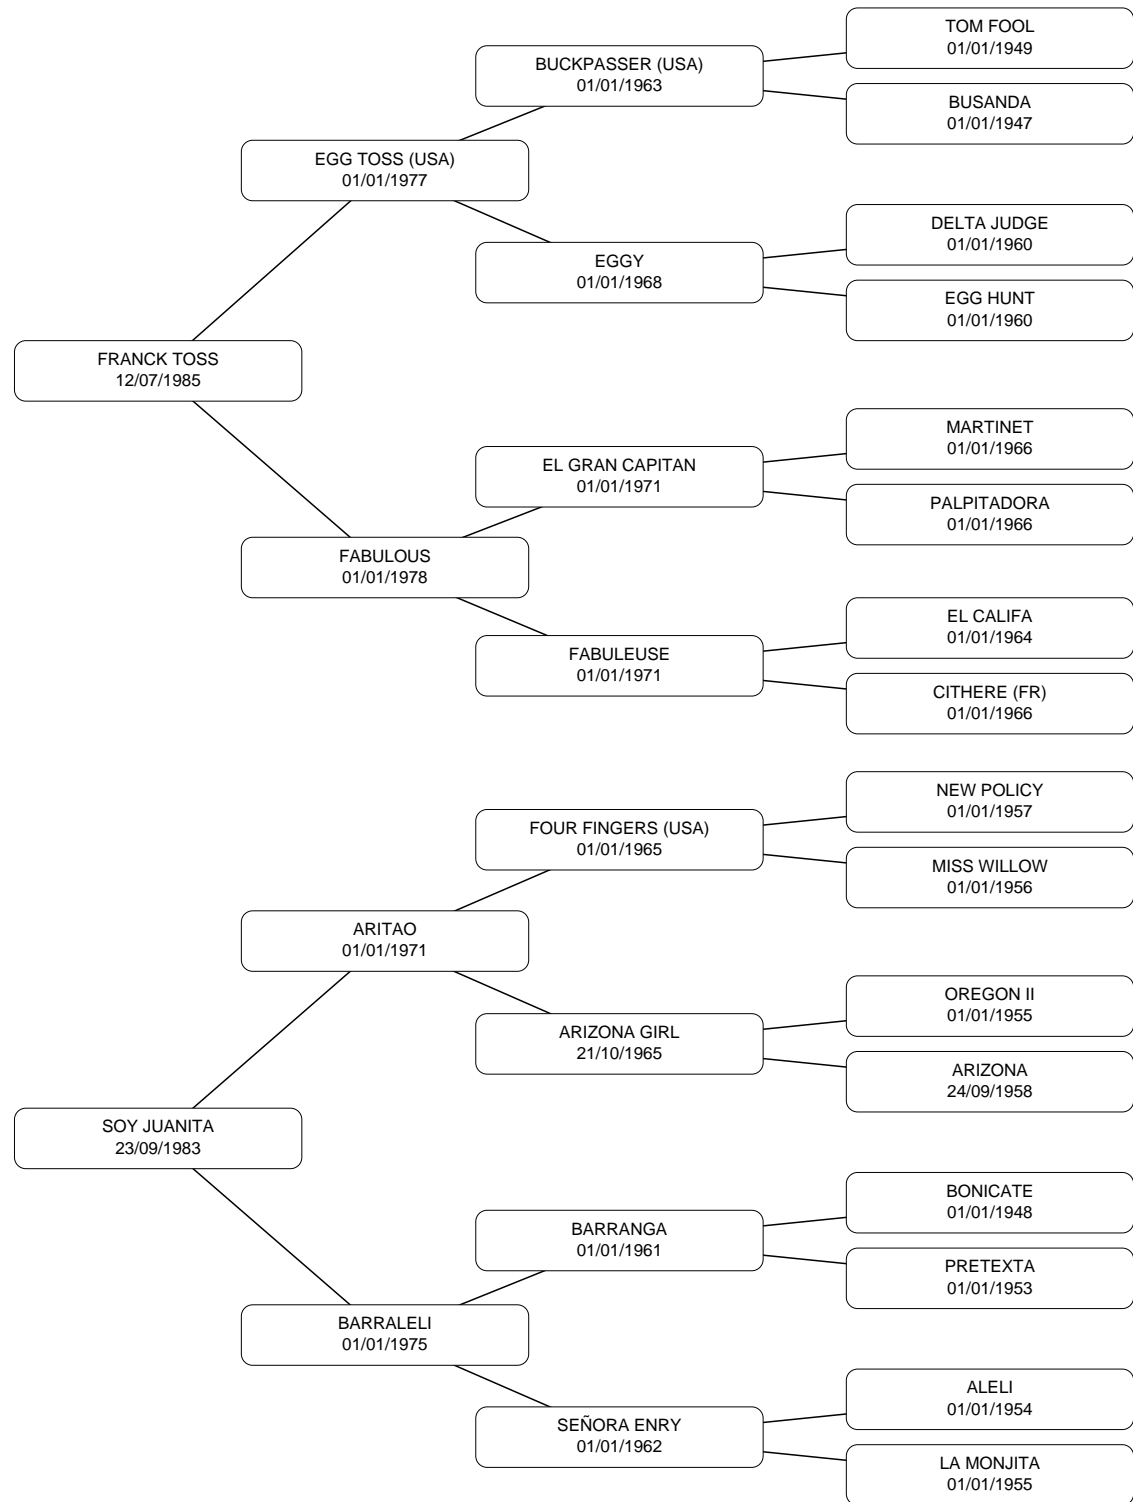 TOM FOOL
01/01/1949
BUCKPASSER (USA)
01/01/1963
BUSANDA
01/01/1947
EGG TOSS (USA)
01/01/1977
DELTA JUDGE
01/01/1960
EGGY
01/01/1968
EGG HUNT
01/01/1960
FRANCK TOSS
12/07/1985
MARTINET
01/01/1966
EL GRAN CAPITAN
01/01/1971
PALPITADORA
01/01/1966
FABULOUS
01/01/1978
EL CALIFA
01/01/1964
FABULEUSE
01/01/1971
CITHERE (FR)
01/01/1966
NEW POLICY
01/01/1957
FOUR FINGERS (USA)
01/01/1965
MISS WILLOW
01/01/1956
ARITAO
01/01/1971
OREGON II
01/01/1955
ARIZONA GIRL
21/10/1965
ARIZONA
24/09/1958
SOY JUANITA
23/09/1983
BONICATE
01/01/1948
BARRANGA
01/01/1961
PRETEXTA
01/01/1953
BARRALELI
01/01/1975
ALELI
01/01/1954
SEÑORA ENRY
01/01/1962
LA MONJITA
01/01/1955